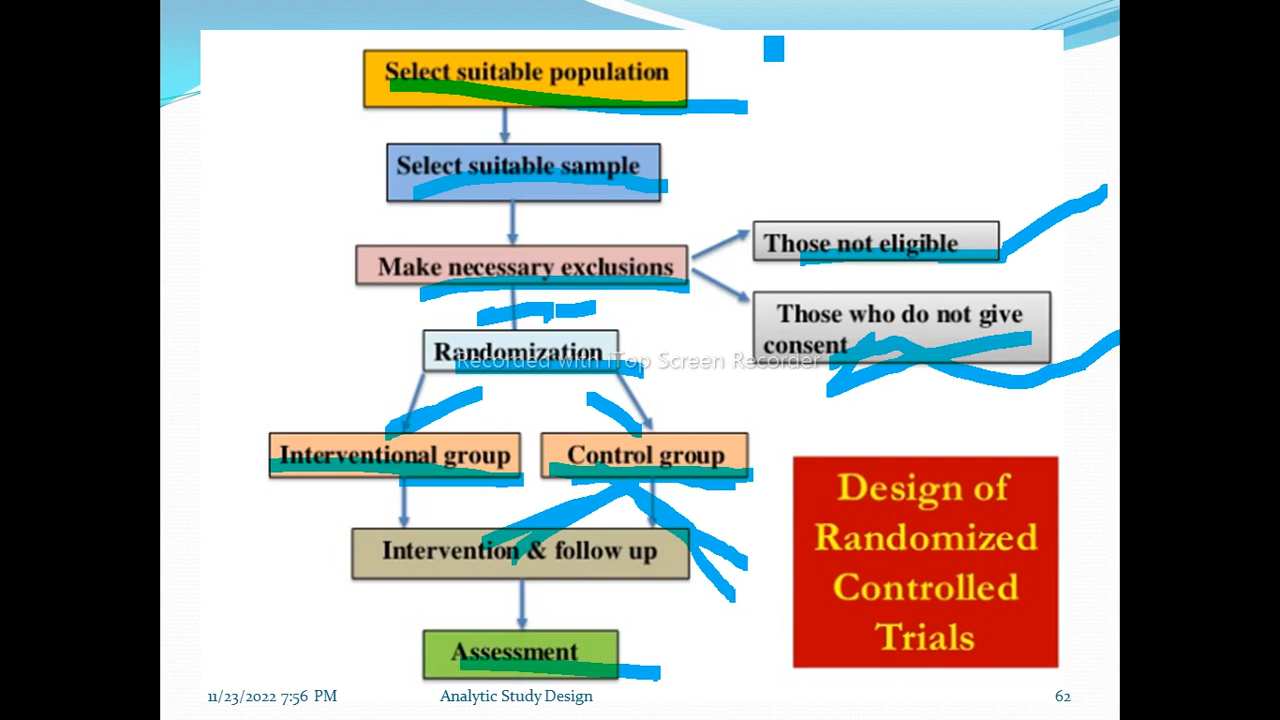 Select suitable population
Select suitable sample
Make necessary exclusions
Those not eligible
Those who do not give
consent
Randomization
Recorded with iTop Screen Recorder
Interventional group
Control group
Intervention & follow up
Assessment
Design of
Randomized
Controlled
Trials
11/23/2022 7:56 PM
Analytic Study Design
62